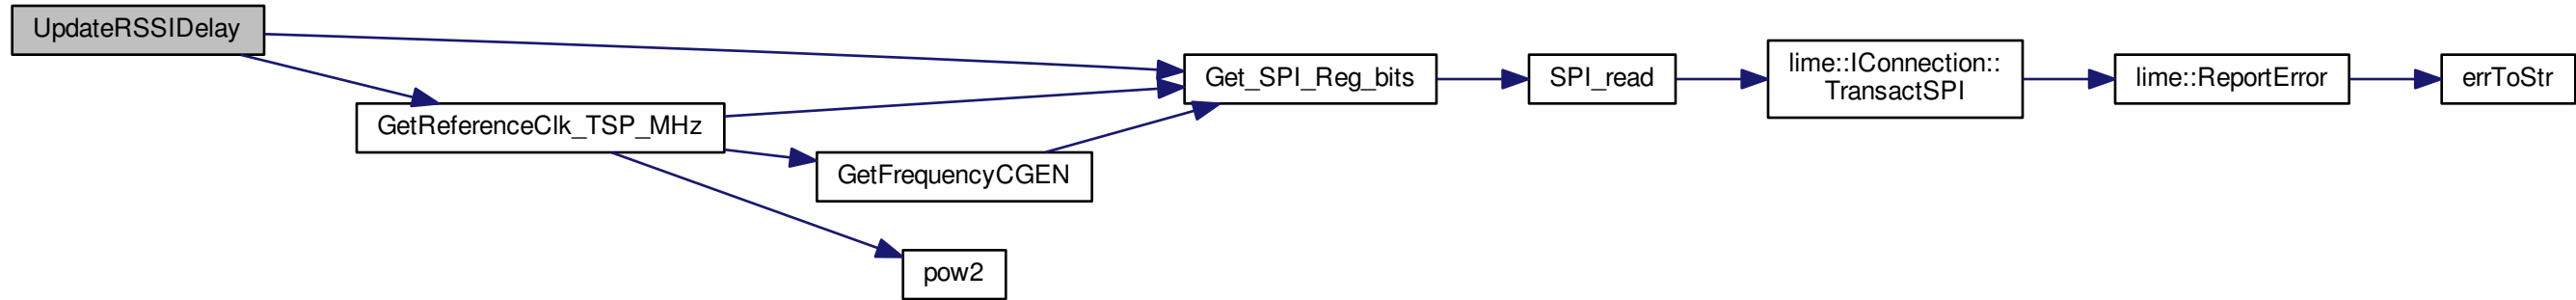 UpdateRSSIDelay
GetReferenceClk_TSP_MHz
GetFrequencyCGEN
pow2
Get_SPI_Reg_bits
SPI_read
lime::IConnection::
TransactSPI
lime::ReportError
errToStr